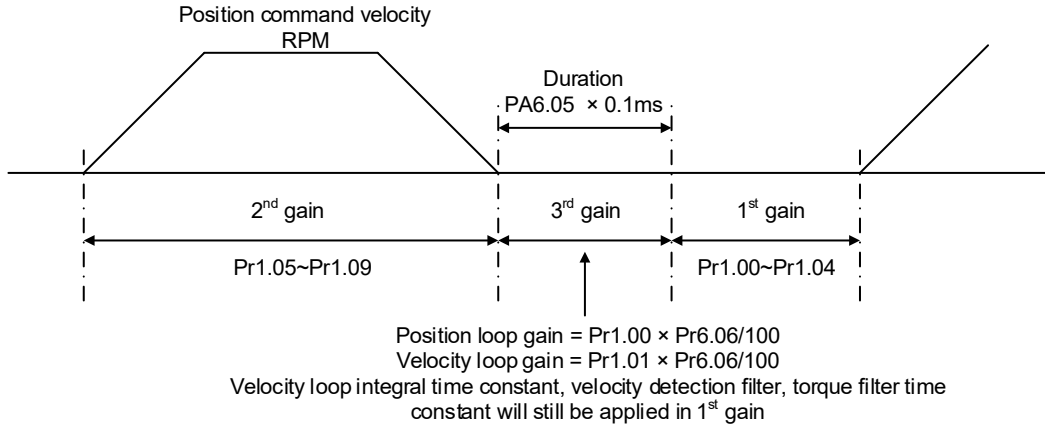 Position command velocity
RPM
Duration
PA6.05 × 0.1ms
2nd gain
3rd gain
1st gain
Pr1.05~Pr1.09
Pr1.00~Pr1.04
Position loop gain = Pr1.00 × Pr6.06/100
Velocity loop gain = Pr1.01 × Pr6.06/100
Velocity loop integral time constant, velocity detection filter, torque filter time
constant will still be applied in 1st gain